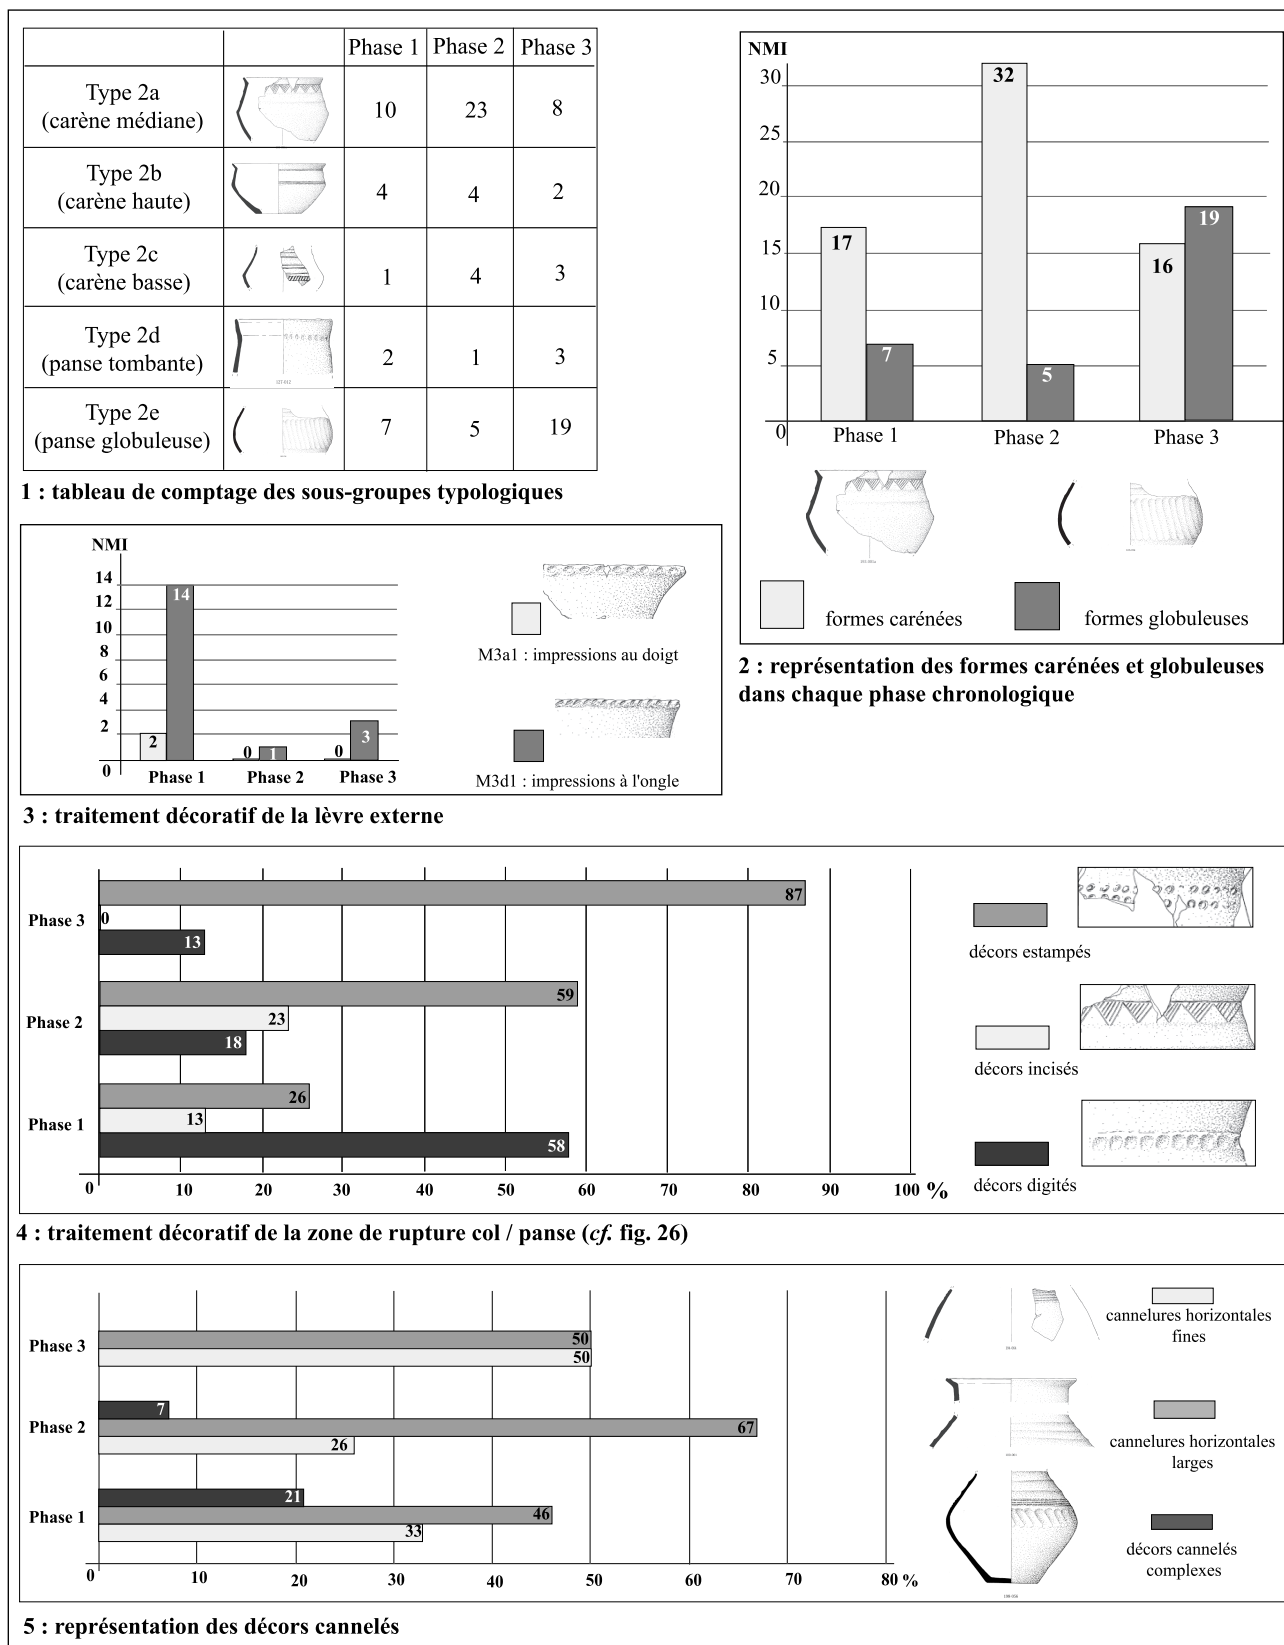 Phase 1 Phase 2 Phase 3
Type 2a
(carène médiane)
10 23 8
Type 2b
(carène haute)
4 4 2
Type 2c
(carène basse)
1 4 3
Type 2d
(panse tombante)
2 1 3
Type 2e
(panse globuleuse)
7 5 19
1 : tableau de comptage des sous-groupes typologiques
NMI
30
25
20
15
10
5
0
17
7
32
5
16
19
Phase 1 Phase 2 Phase 3
formes carénées
formes globuleuses
2 : représentation des formes carénées et globuleuses
dans chaque phase chronologique
NMI
14
12
10
8
6
4
2
0
2
14
0
1
0
3
Phase 1 Phase 2 Phase 3
M3a1 : impressions au doigt
M3d1 : impressions à l'ongle
3 : traitement décoratif de la lèvre externe
Phase 3
87
0
13
Phase 2
59
23
18
Phase 1
26
13
58
0 10 20 30 40 50 60 70 80 90 100 %
décors estampés
décors incisés
décors digités
4 : traitement décoratif de la zone de rupture col / panse (cf. fig. 26)
Phase 3
50
50
Phase 2
7
67
26
Phase 1
21
46
33
0 10 20 30 40 50 60 70 80 %
cannelures horizontales
fines
cannelures horizontales
larges
décors cannelés
complexes
5 : représentation des décors cannelés